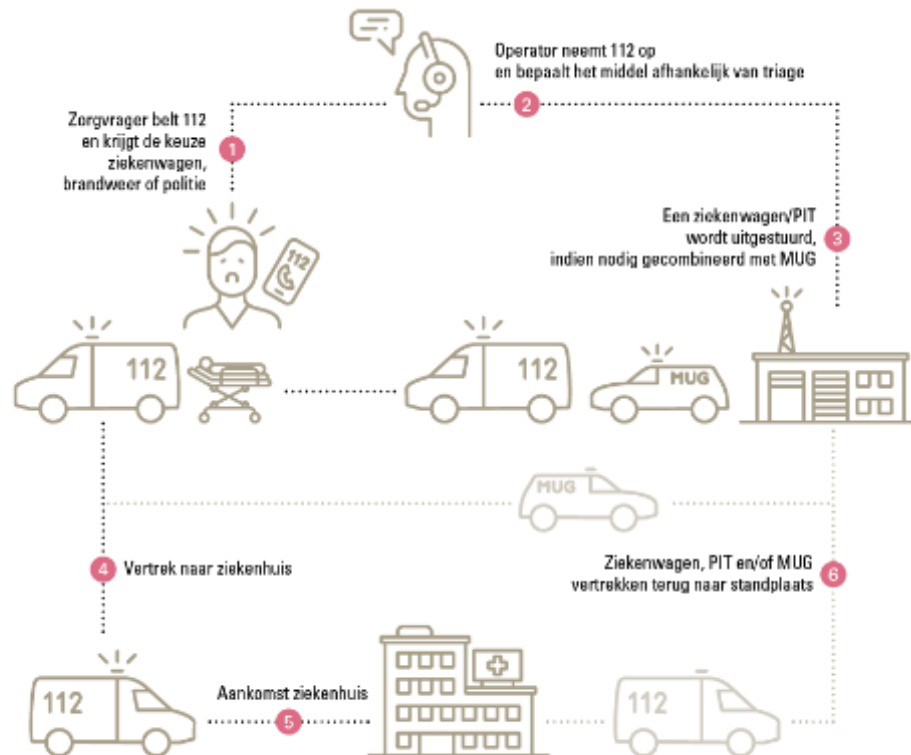 Operator neemt 112 op
en bepaalt het middel afhankelijk van triage
2
Zorgvrager belt 112
en krijgt de keuze
ziekenwagen,
brandweer of politie
1
112
Een ziekenwagen/PIT
wordt uitgestuurd,
indien nodig gecombineerd met MUG
3
112
112
MUG
MUG
4
Vertrek naar ziekenhuis
Ziekenwagen, PIT en/of MUG
vertrekken terug naar standplaats
6
112
Aankomst ziekenhuis
5
112